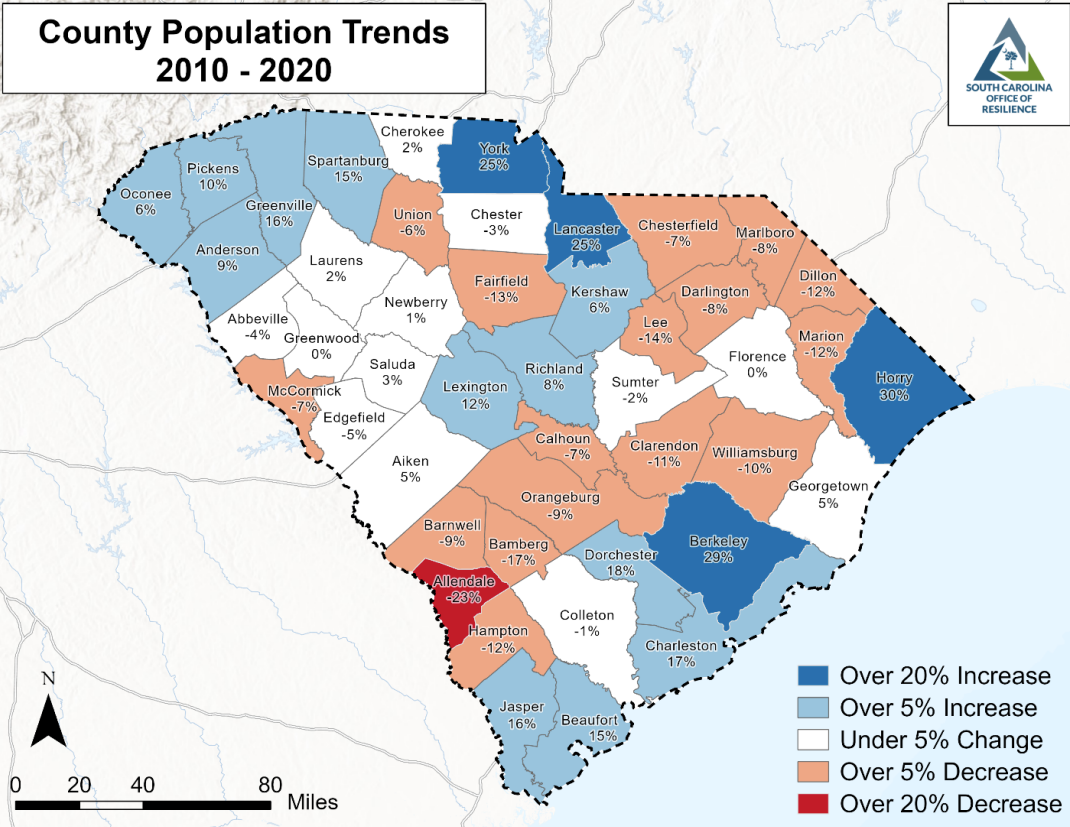 County Population Trends
2010 - 2020
SOUTH CAROLINA
OFFICE OF
RESILIENCE
Cherokee
2%
York
25%
Spartanburg
15%
Pickens
10%
Oconee
6%
Greenville
16%
Union
-6%
Chester
-3%
Lancaster
25%
Chesterfield
-7%
Marlboro
-8%
Anderson
9%
Laurens
2%
Fairfield
-13%
Kershaw
6%
Darlington
-8%
Dillon
-12%
Newberry
1%
Abbeville
-4%
Greenwood
0%
Lee
-14%
Marion
-12%
Saluda
3%
Richland
8%
Florence
0%
Horry
30%
McCormick
-7%
Lexington
12%
Sumter
-2%
Edgefield
-5%
Calhoun
-7%
Clarendon
-11%
Williamsburg
-10%
Aiken
5%
Georgetown
5%
Orangeburg
-9%
Barnwell
-9%
Bamberg
-17%
Dorchester
18%
Berkeley
29%
Allendale
-23%
Colleton
-1%
Hampton
-12%
Charleston
17%
Jasper
16%
Beaufort
15%
Over 20% Increase
Over 5% Increase
Under 5% Change
Over 5% Decrease
Over 20% Decrease
N
0 20 40 80 Miles